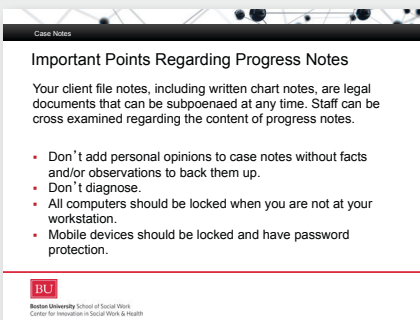 Case Notes
Important Points Regarding Progress Notes
Your client file notes, including written chart notes, are legal
documents that can be subpoenaed at any time. Staff can be
cross examined regarding the content of progress notes.
▪ Don’t add personal opinions to case notes without facts
and/or observations to back them up.
▪ Don’t diagnose.
▪ All computers should be locked when you are not at your
workstation.
▪ Mobile devices should be locked and have password
protection.
BU
Boston University School of Social Work
Center for Innovation in Social Work & Health